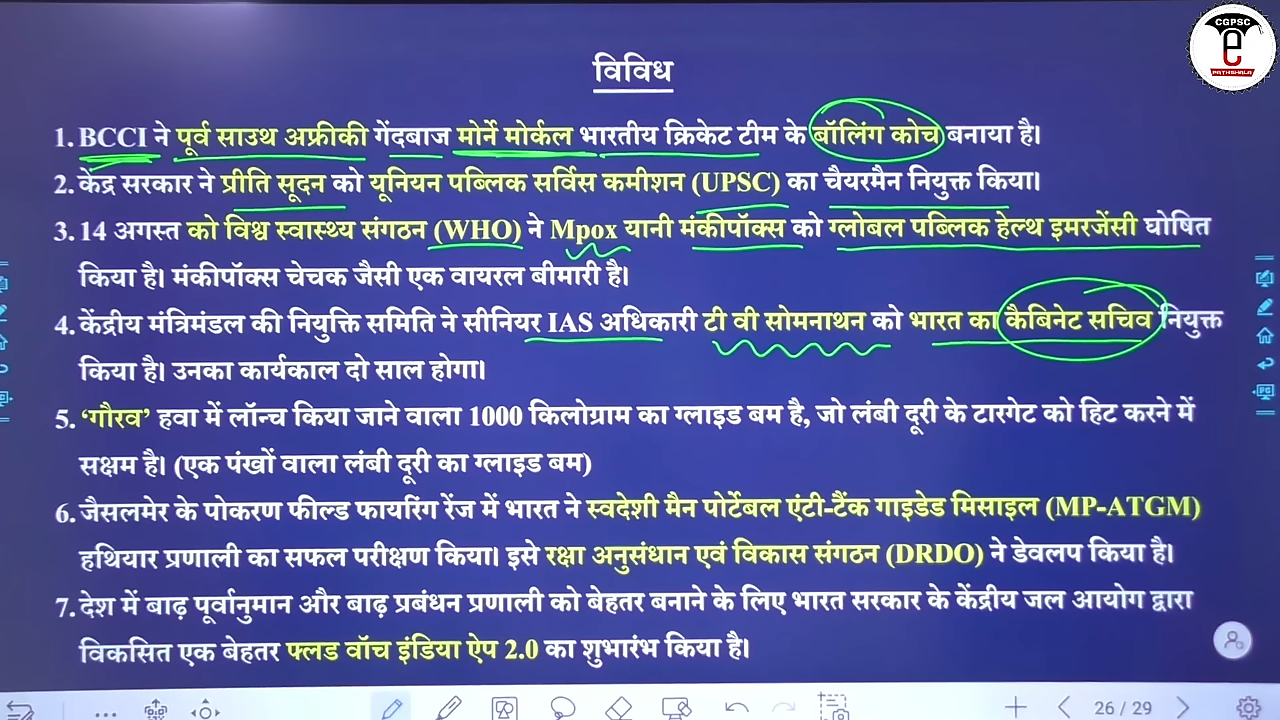 CGPSC
e
PATHSHALA
विविध
1. BCCI ने पूर्व साउथ अफ्रीकी गेंदबाज मोर्ने मोर्कल भारतीय क्रिकेट टीम के बॉलिंग कोच बनाया है।
2. केंद्र सरकार ने प्रीति सूदन को यूनियन पब्लिक सर्विस कमीशन (UPSC) का चैयरमैन नियुक्त किया।
3. 14 अगस्त को विश्व स्वास्थ्य संगठन (WHO) ने Mpox यानी मंकीपॉक्स को ग्लोबल पब्लिक हेल्थ इमरजेंसी घोषित
किया है। मंकीपॉक्स चेचक जैसी एक वायरल बीमारी है।
4. केंद्रीय मंत्रिमंडल की नियुक्ति समिति ने सीनियर IAS अधिकारी टी वी सोमनाथन को भारत का कैबिनेट सचिव नियुक्त
किया है। उनका कार्यकाल दो साल होगा।
5. ‘गौरव’ हवा में लॉन्च किया जाने वाला 1000 किलोग्राम का ग्लाइड बम है, जो लंबी दूरी के टारगेट को हिट करने में
सक्षम है। (एक पंखों वाला लंबी दूरी का ग्लाइड बम)
6. जैसलमेर के पोकरण फील्ड फायरिंग रेंज में भारत ने स्वदेशी मैन पोर्टेबल एंटी-टैंक गाइडेड मिसाइल (MP-ATGM)
हथियार प्रणाली का सफल परीक्षण किया। इसे रक्षा अनुसंधान एवं विकास संगठन (DRDO) ने डेवलप किया है।
7. देश में बाढ़ पूर्वानुमान और बाढ़ प्रबंधन प्रणाली को बेहतर बनाने के लिए भारत सरकार के केंद्रीय जल आयोग द्वारा
विकसित एक बेहतर फ्लड वॉच इंडिया ऐप 2.0 का शुभारंभ किया है।
26 / 29